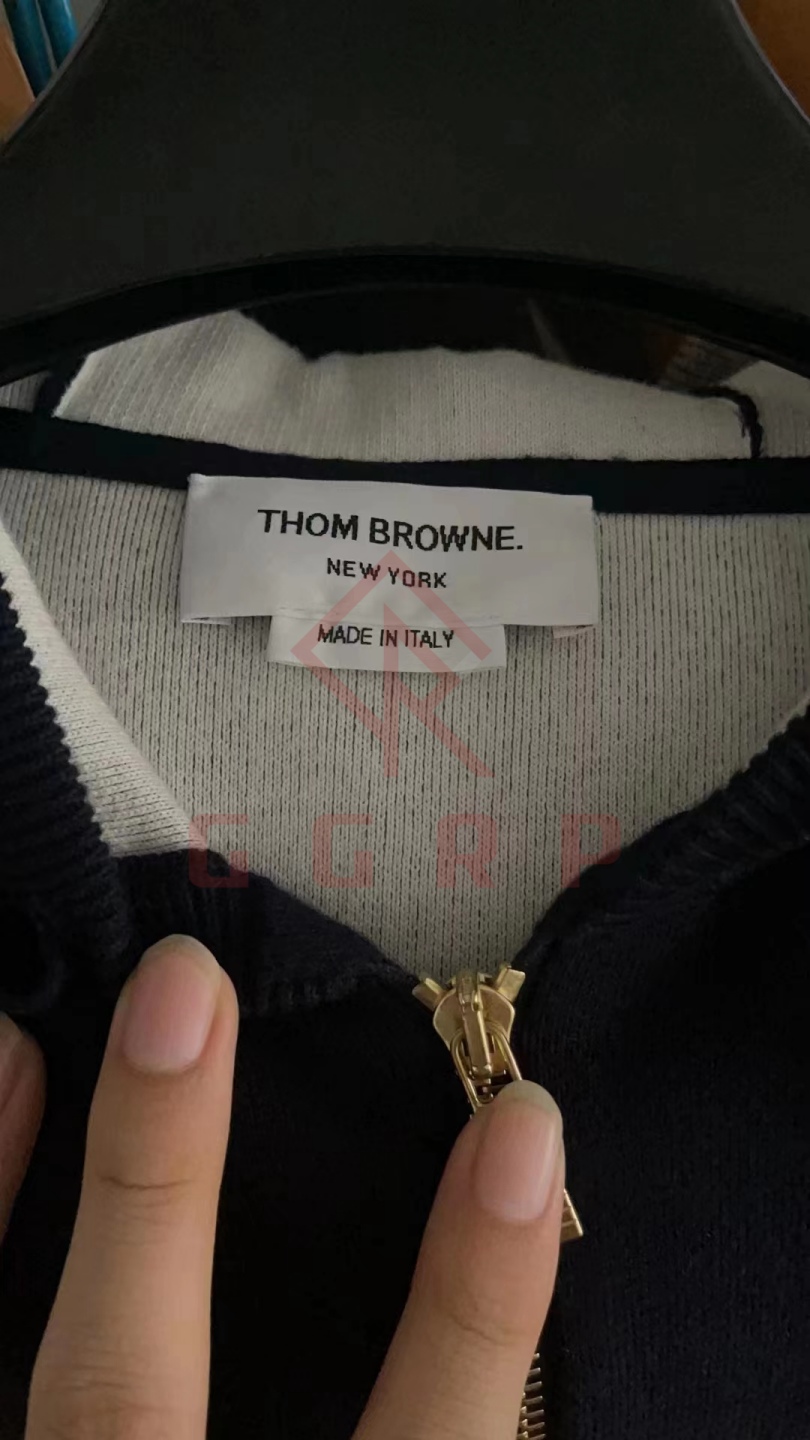 THOM BROWNE.
NEW YORK
MADE IN ITALY
GGRP